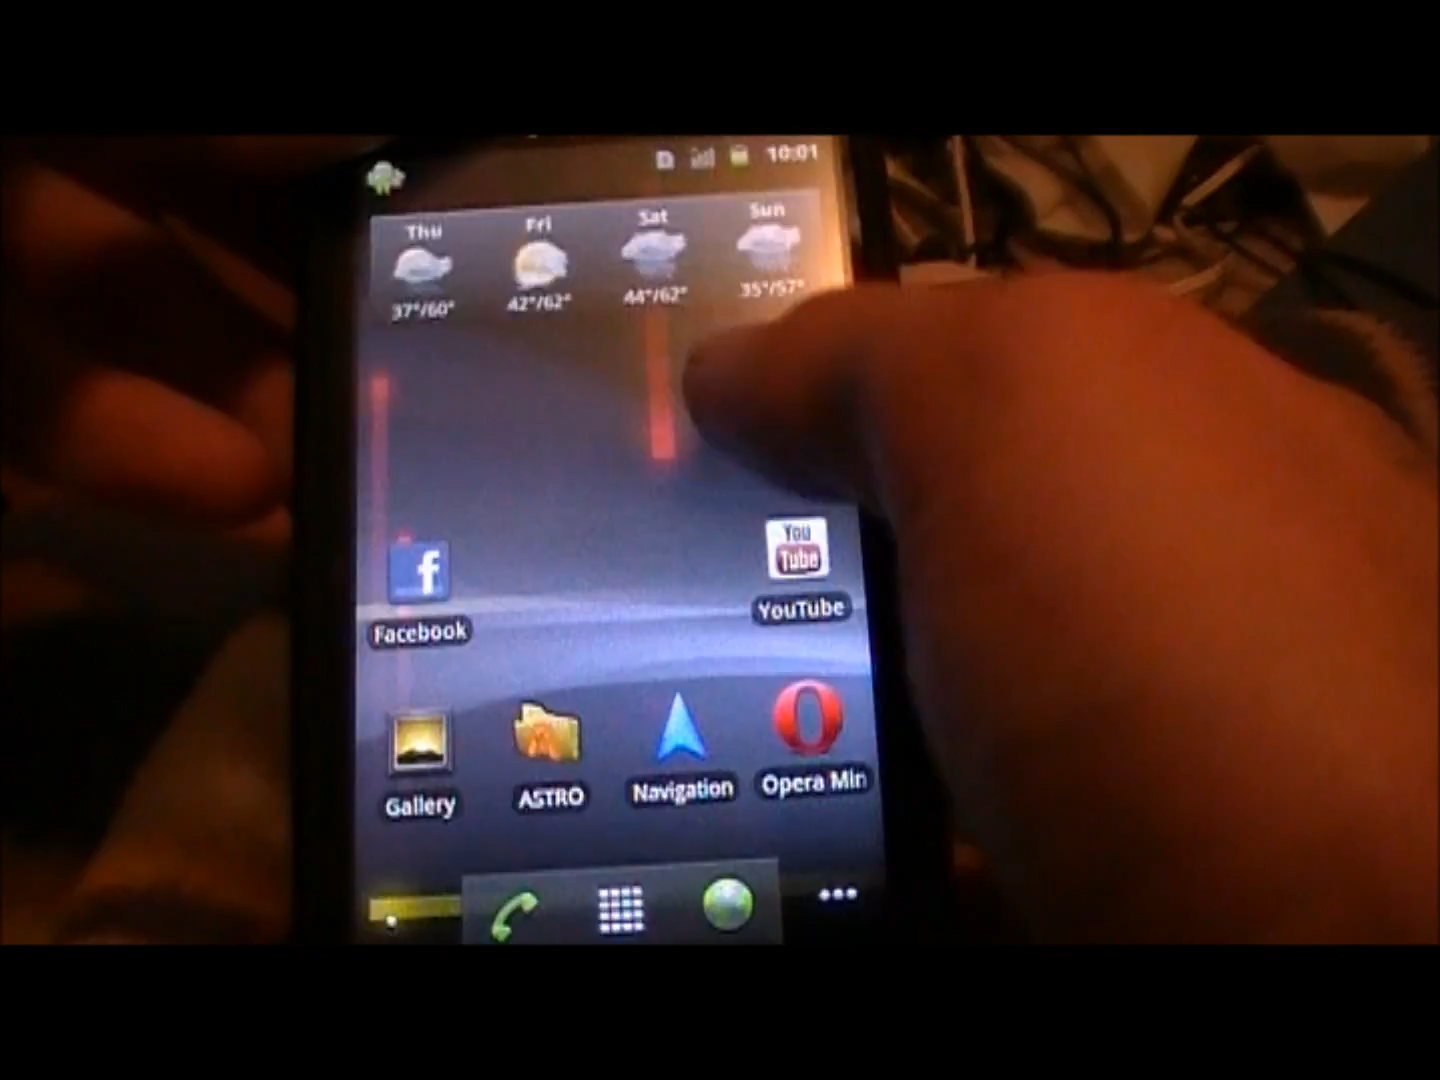 10:01
Thu Fri Sat Sun
37°/60° 42°/62° 44°/62° 35°/57°
f
You
Tube
Facebook YouTube
Gallery ASTRO Navigation Opera Min